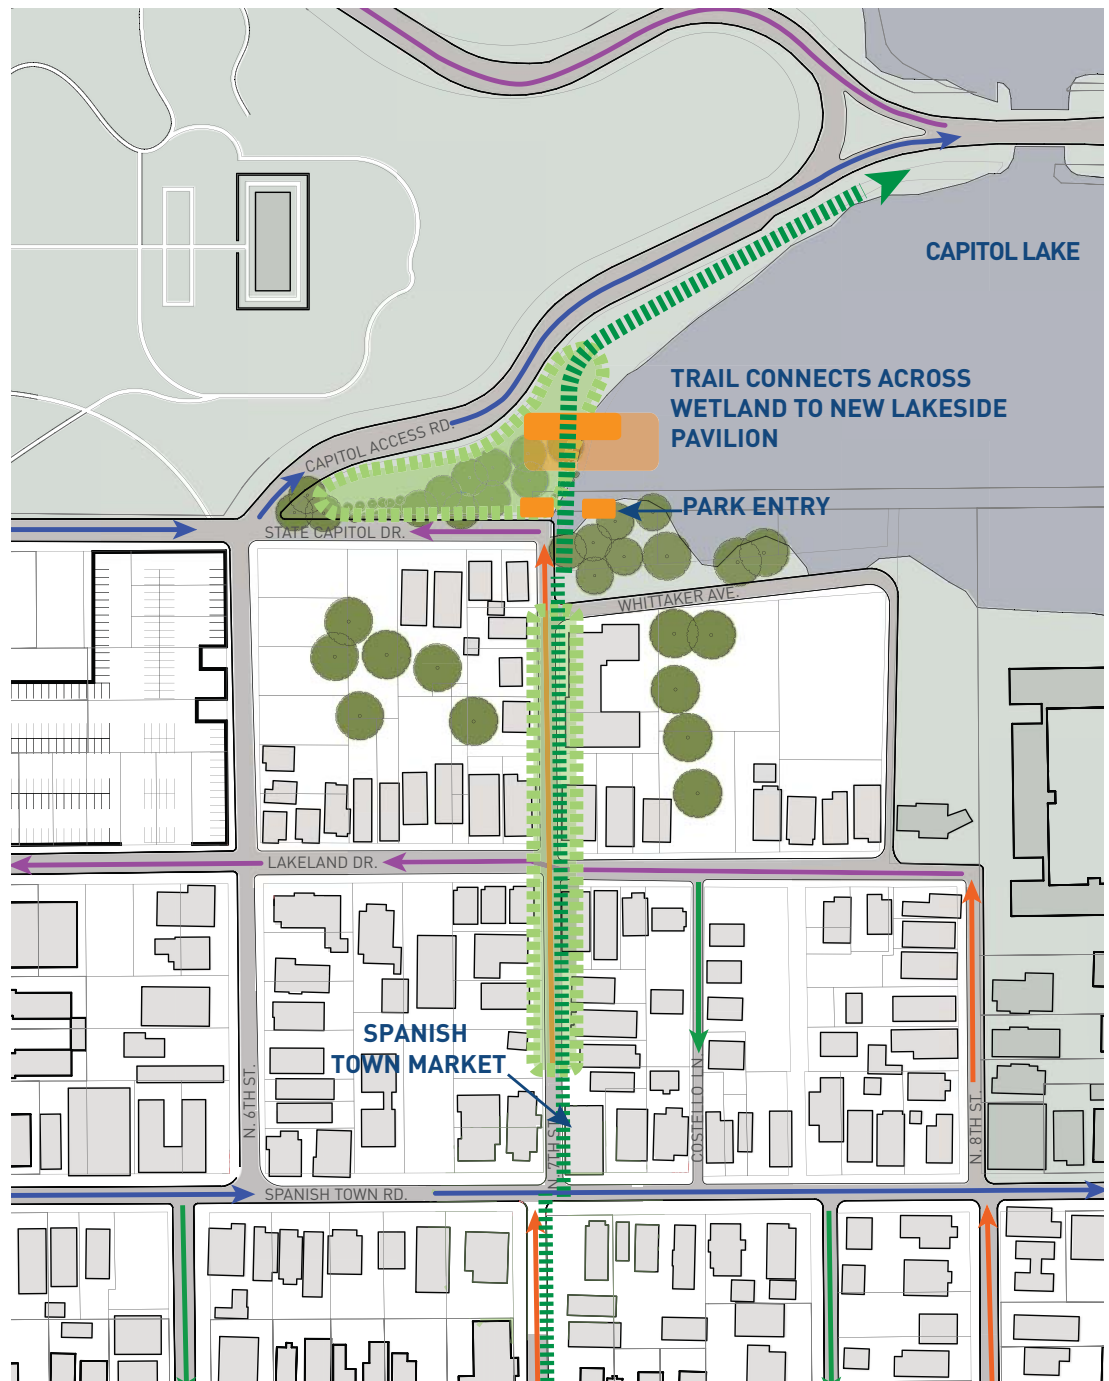 CAPITOL LAKE
TRAIL CONNECTS ACROSS
WETLAND TO NEW LAKESIDE
PAVILION
CAPITOL ACCESS RD.
PARK ENTRY
STATE CAPITOL DR.
WHITTAKER AVE.
LAKELAND DR.
SPANISH
TOWN MARKET
N. 6TH ST.
N. 7TH ST.
COSTELLO LN
N. 8TH ST.
SPANISH TOWN RD.